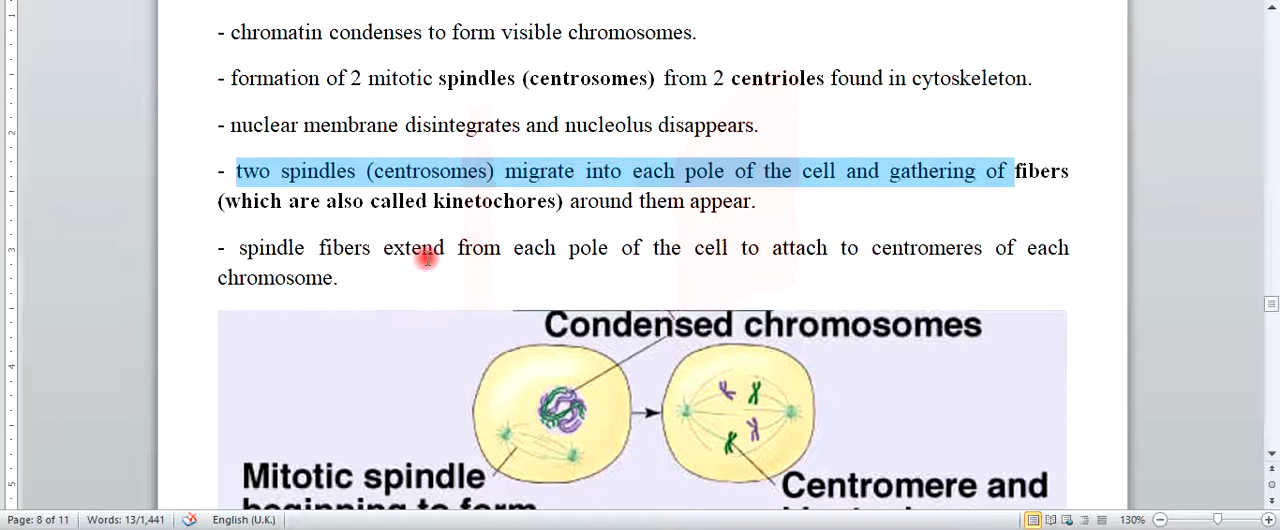 - chromatin condenses to form visible chromosomes.
- formation of 2 mitotic spindles (centrosomes) from 2 centrioles found in cytoskeleton.
- nuclear membrane disintegrates and nucleolus disappears.
- two spindles (centrosomes) migrate into each pole of the cell and gathering of fibers
(which are also called kinetochores) around them appear.
- spindle fibers extend from each pole of the cell to attach to centromeres of each
chromosome.
Condensed chromosomes
Mitotic spindle
beginning to form
Centromere and
Page: 8 of 11 Words: 13/1,441 English (U.K.) 130%